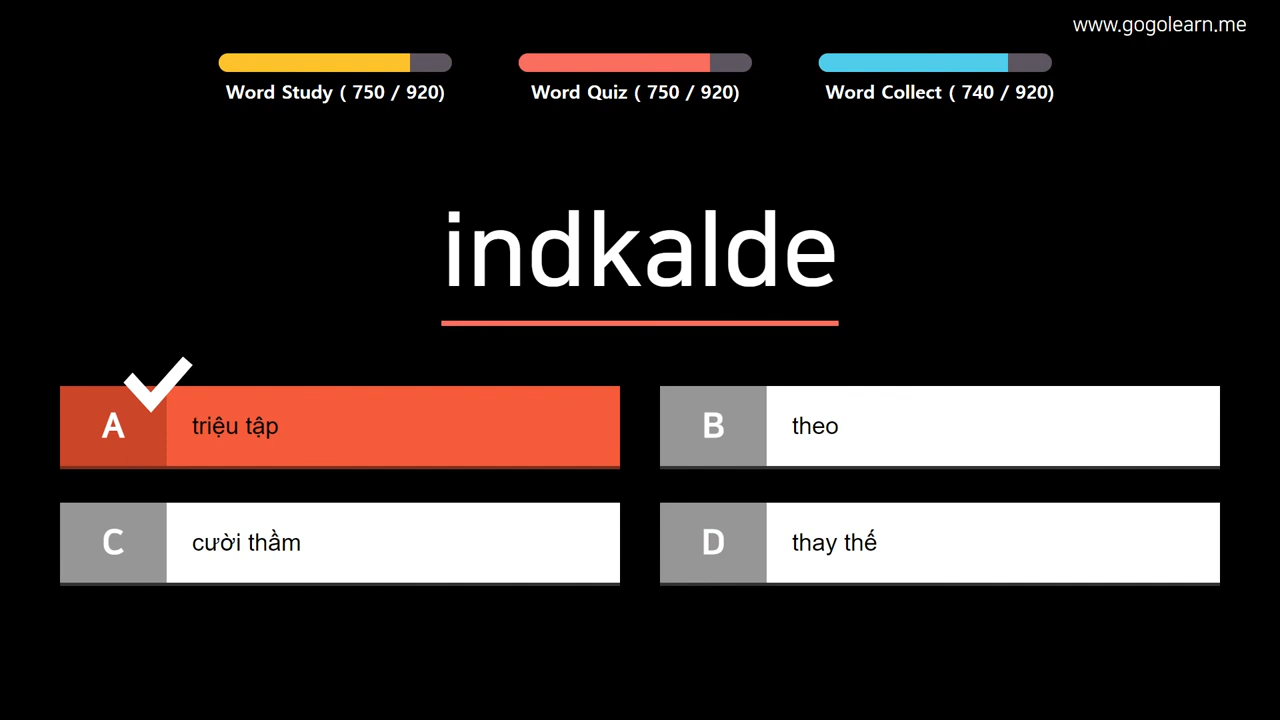 www.gogolearn.me
Word Study ( 750 / 920)
Word Quiz ( 750 / 920)
Word Collect ( 740 / 920)
indkalde
A triệu tập
B theo
C cười thầm
D thay thế